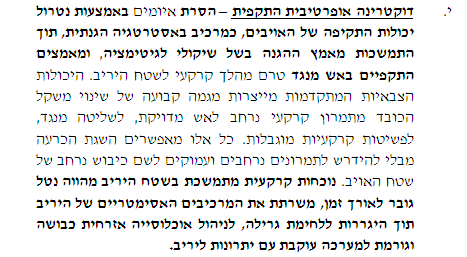 י. דוקטרינה אופרטיבית התקפית – הסרת איומים באמצעות נטרול
יכולות התקיפה של האויבים, כמרכיב באסטרטגיה הגנתית, תוך
התמשכות מאמץ ההגנה בשל שיקולי לגיטימציה, ומאמצים
התקפיים באש מנגד טרם מהלך קרקעי לשטח היריב. היכולות
הצבאיות המתקדמות מייצרות מגמה קבועה של שינוי משקל
הכובד מתמרון קרקעי נרחב לאש מדויקת, לשליטה מנגד,
לפשיטות קרקעיות מוגבלות. כל אלו מאפשרים השגת הכרעה
מבלי להידרש לתמרונים נרחבים ועמוקים לשם כיבוש נרחב של
שטח האויב. נוכחות קרקעית מתמשכת בשטח היריב מהווה נטל
גובר לאורך זמן, משרתת את המרכיבים האסימטריים של היריב
תוך היגררות ללחימת גרילה, לניהול אוכלוסייה אזרחית כבושה
וגורמת למערכה עוקבת עם יתרונות ליריב.